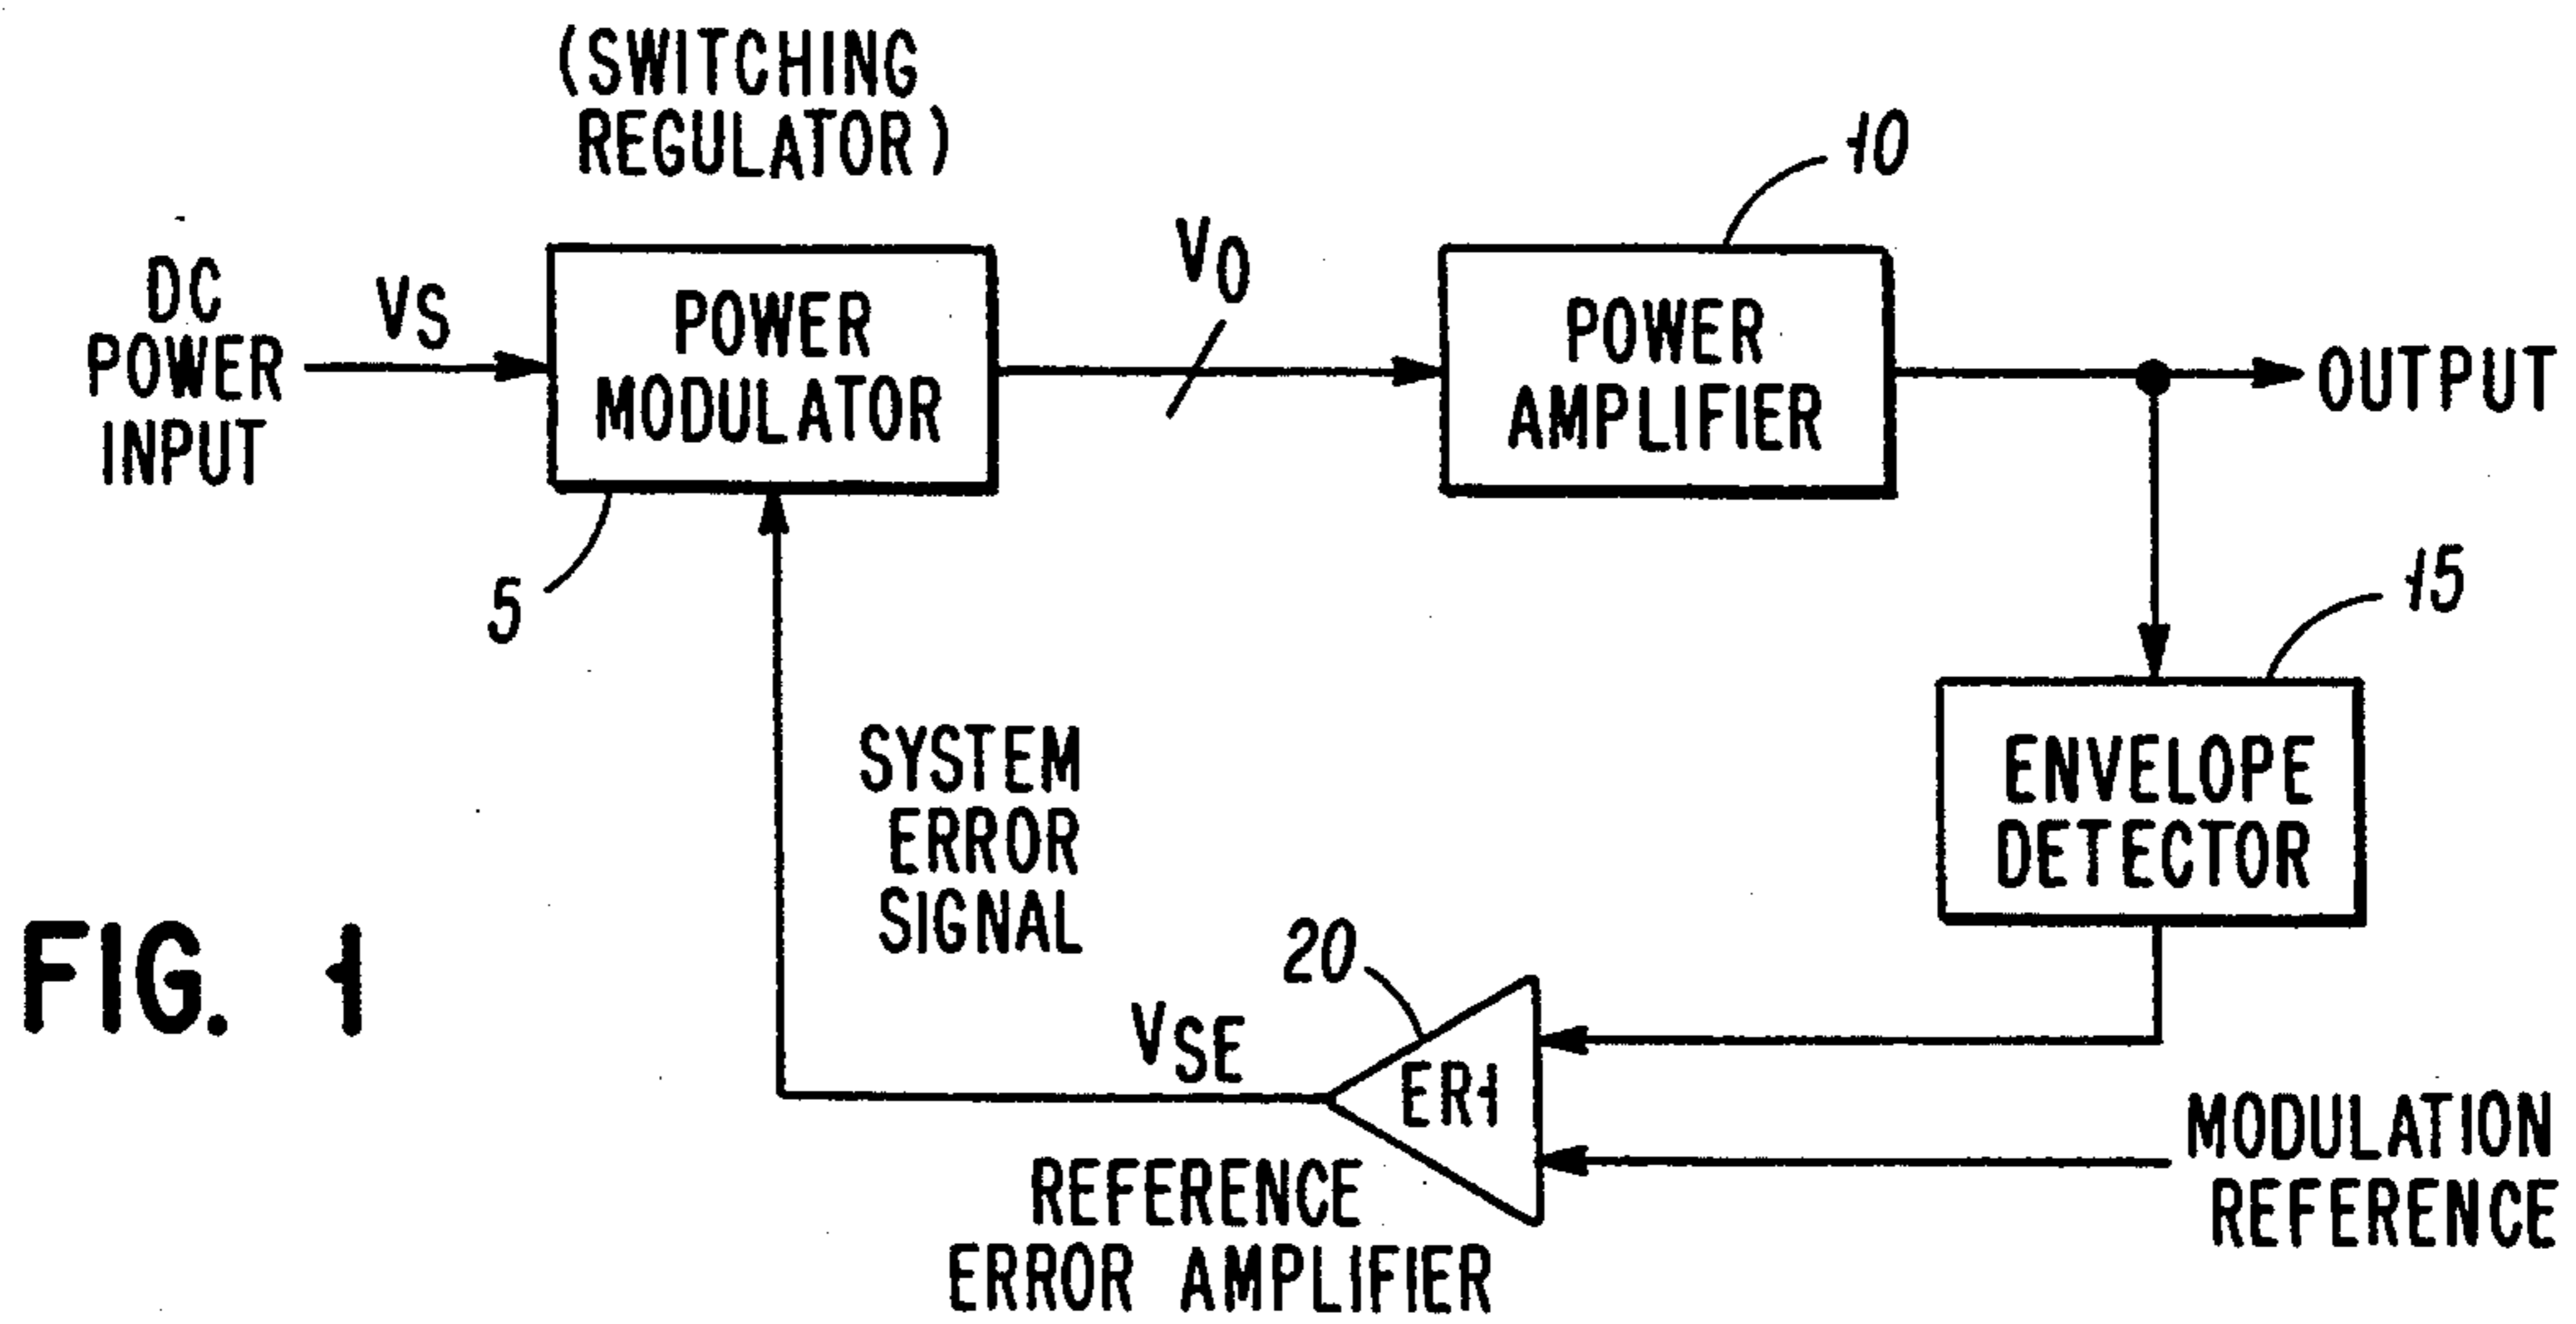 (SWITCHING
REGULATOR)
DC
POWER
INPUT
VS
POWER
MODULATOR
5
VO
POWER
AMPLIFIER
10
OUTPUT
ENVELOPE
DETECTOR
15
SYSTEM
ERROR
SIGNAL
VSE
20
ER1
REFERENCE
ERROR AMPLIFIER
MODULATION
REFERENCE
FIG. 1